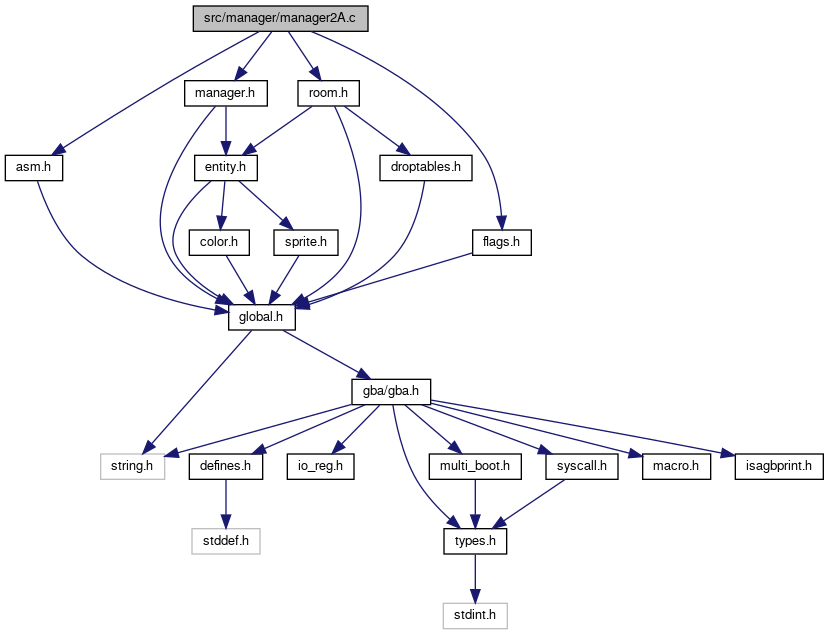 src/manager/manager2A.c
manager.h
room.h
asm.h
entity.h
droptables.h
color.h
sprite.h
flags.h
global.h
gba/gba.h
string.h
defines.h
io_reg.h
multi_boot.h
syscall.h
macro.h
isagbprint.h
stddef.h
types.h
stdint.h